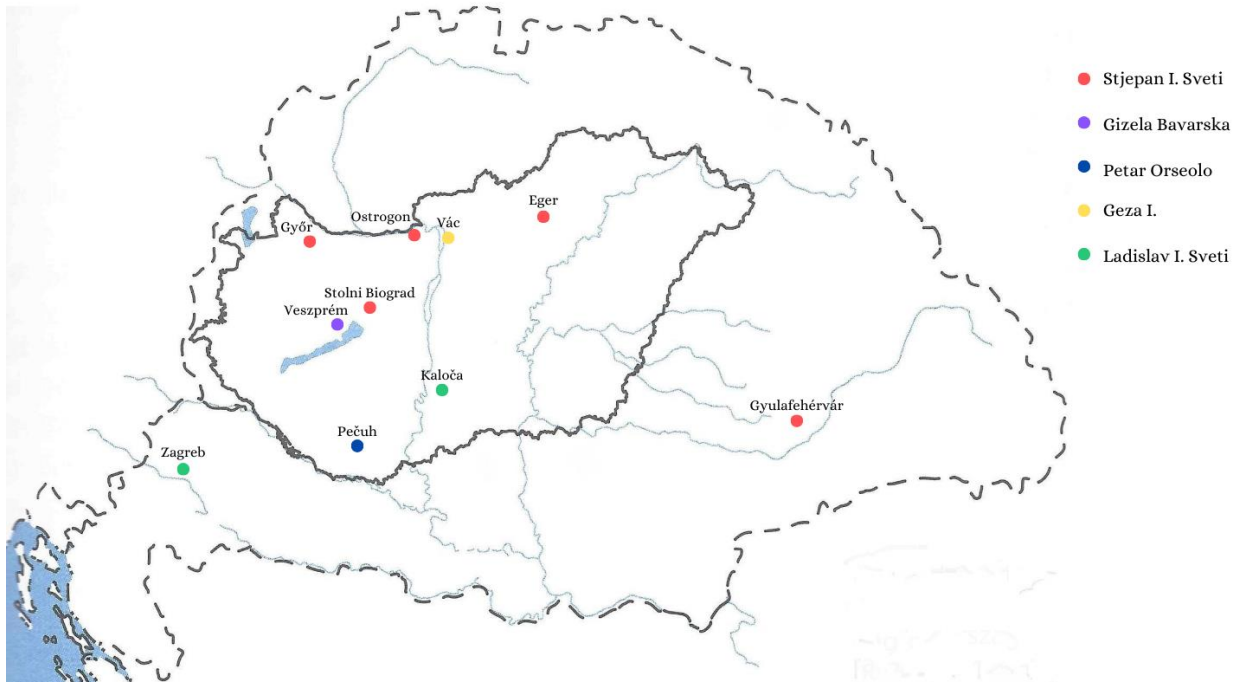 Stjepan I. Sveti
Gizela Bavarska
Petar Orseolo
Geza I.
Ladislav I. Sveti
Eger
Ostrogon
Vác
Győr
Stolni Biograd
Veszprém
Kaloča
Gyulafehérvár
Pečuh
Zagreb